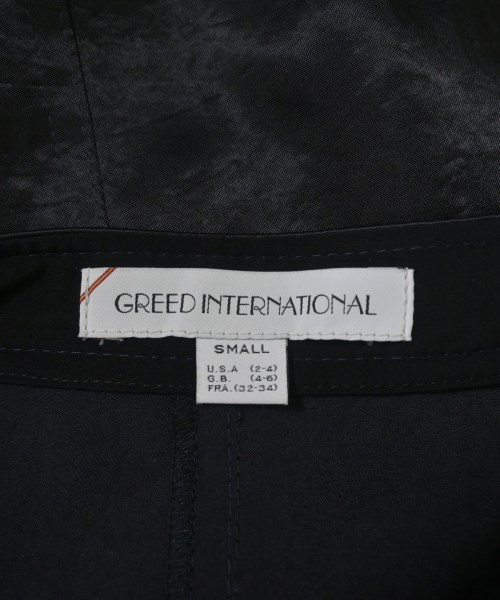 GREED INTERNATIONAL
SMALL
U.S.A (2-4)
G.B. (4-6)
FRA. (32-34)